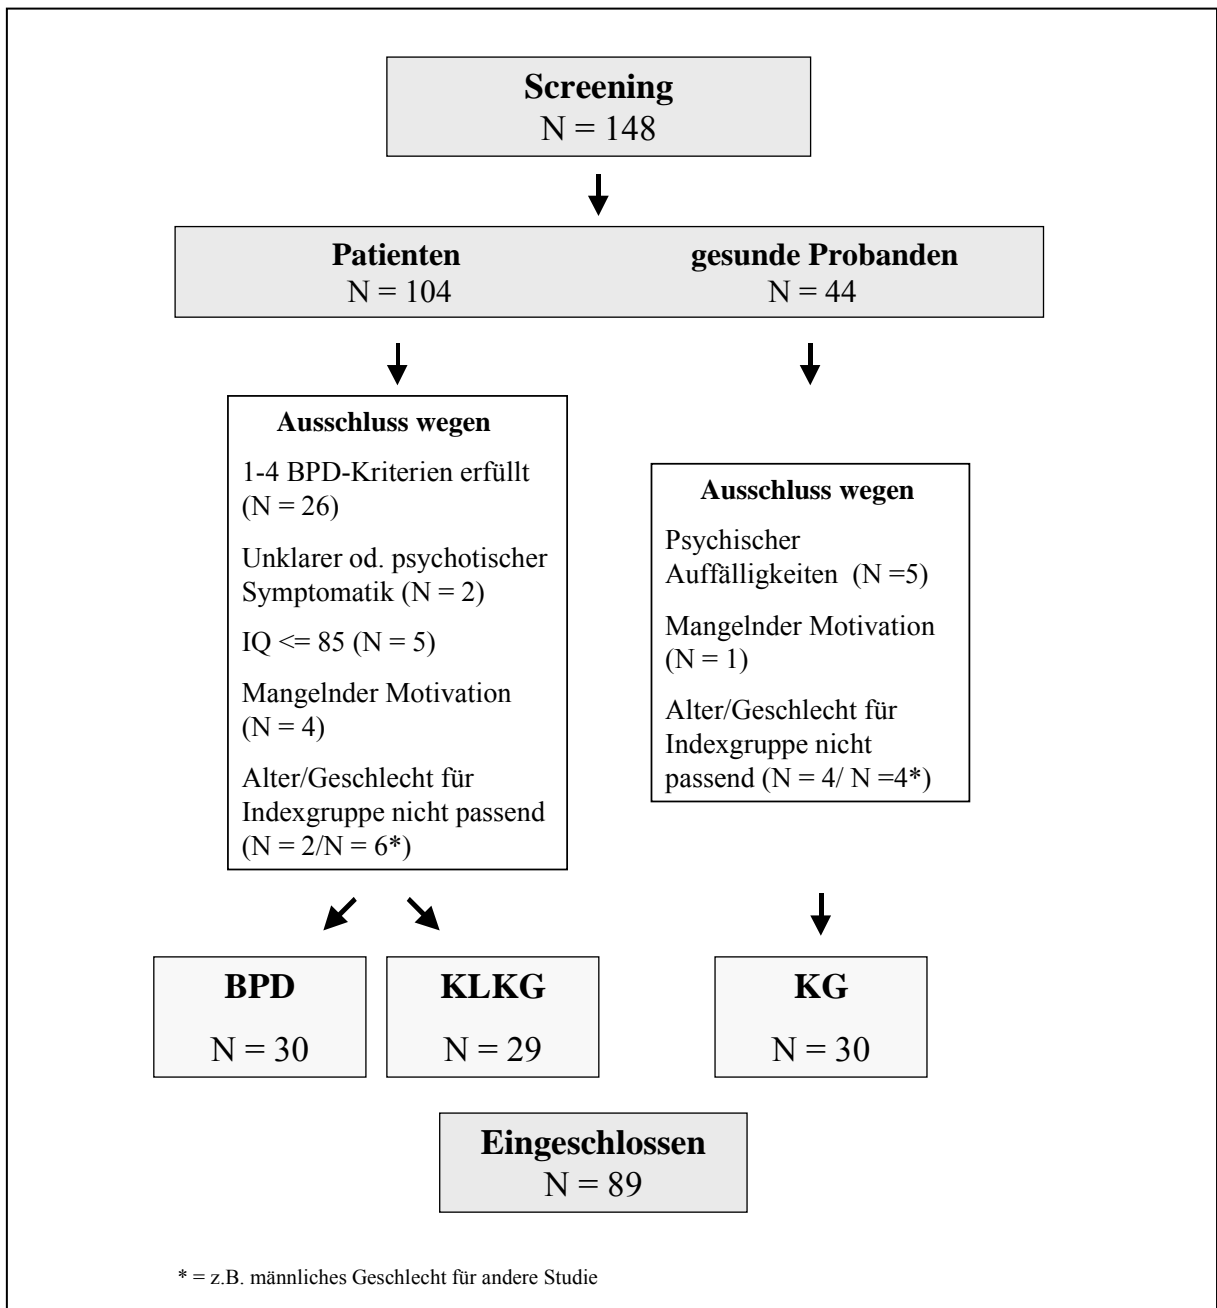 Screening
N = 148
Patienten
N = 104
gesunde Probanden
N = 44
Ausschluss wegen
1-4 BPD-Kriterien erfüllt
(N = 26)
Unklarer od. psychotischer
Symptomatik (N = 2)
IQ <= 85 (N = 5)
Mangelnder Motivation
(N = 4)
Alter/Geschlecht für
Indexgruppe nicht passend
(N = 2/N = 6*)
Ausschluss wegen
Psychischer
Auffälligkeiten  (N =5)
Mangelnder Motivation
(N = 1)
Alter/Geschlecht für
Indexgruppe nicht
passend (N = 4/ N =4*)
BPD
N = 30
KLKG
N = 29
KG
N = 30
Eingeschlossen
N = 89
* = z.B. männliches Geschlecht für andere Studie